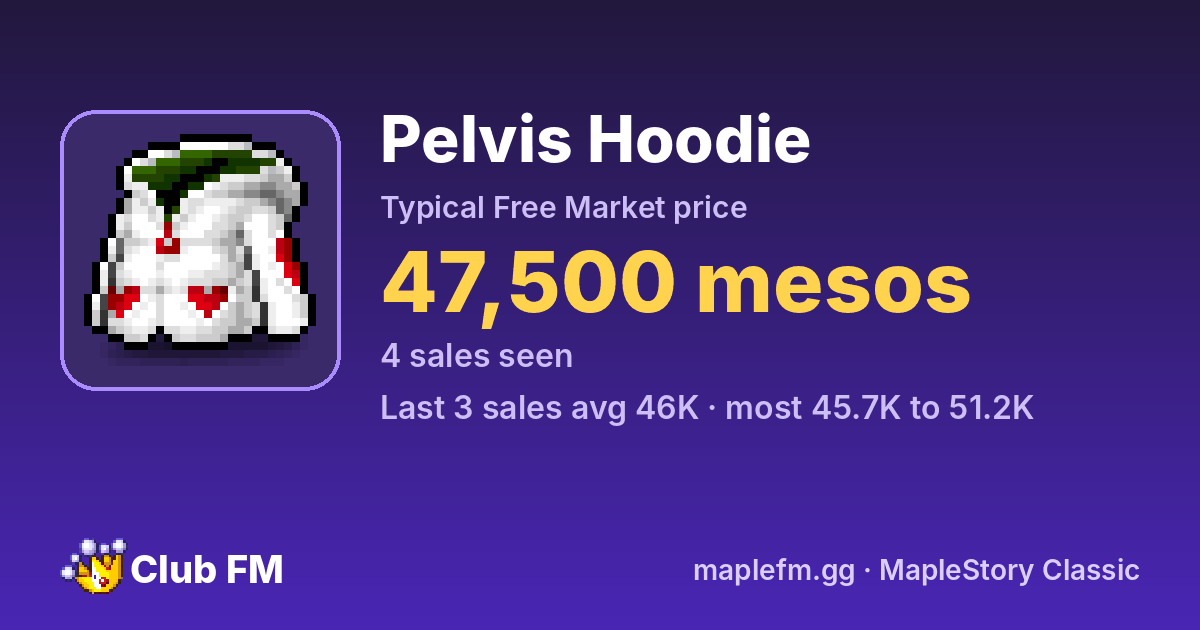 Pelvis Hoodie
Typical Free Market price
47,500 mesos
4 sales seen
Last 3 sales avg 46K · most 45.7K to 51.2K
Club FM
maplefm.gg · MapleStory Classic